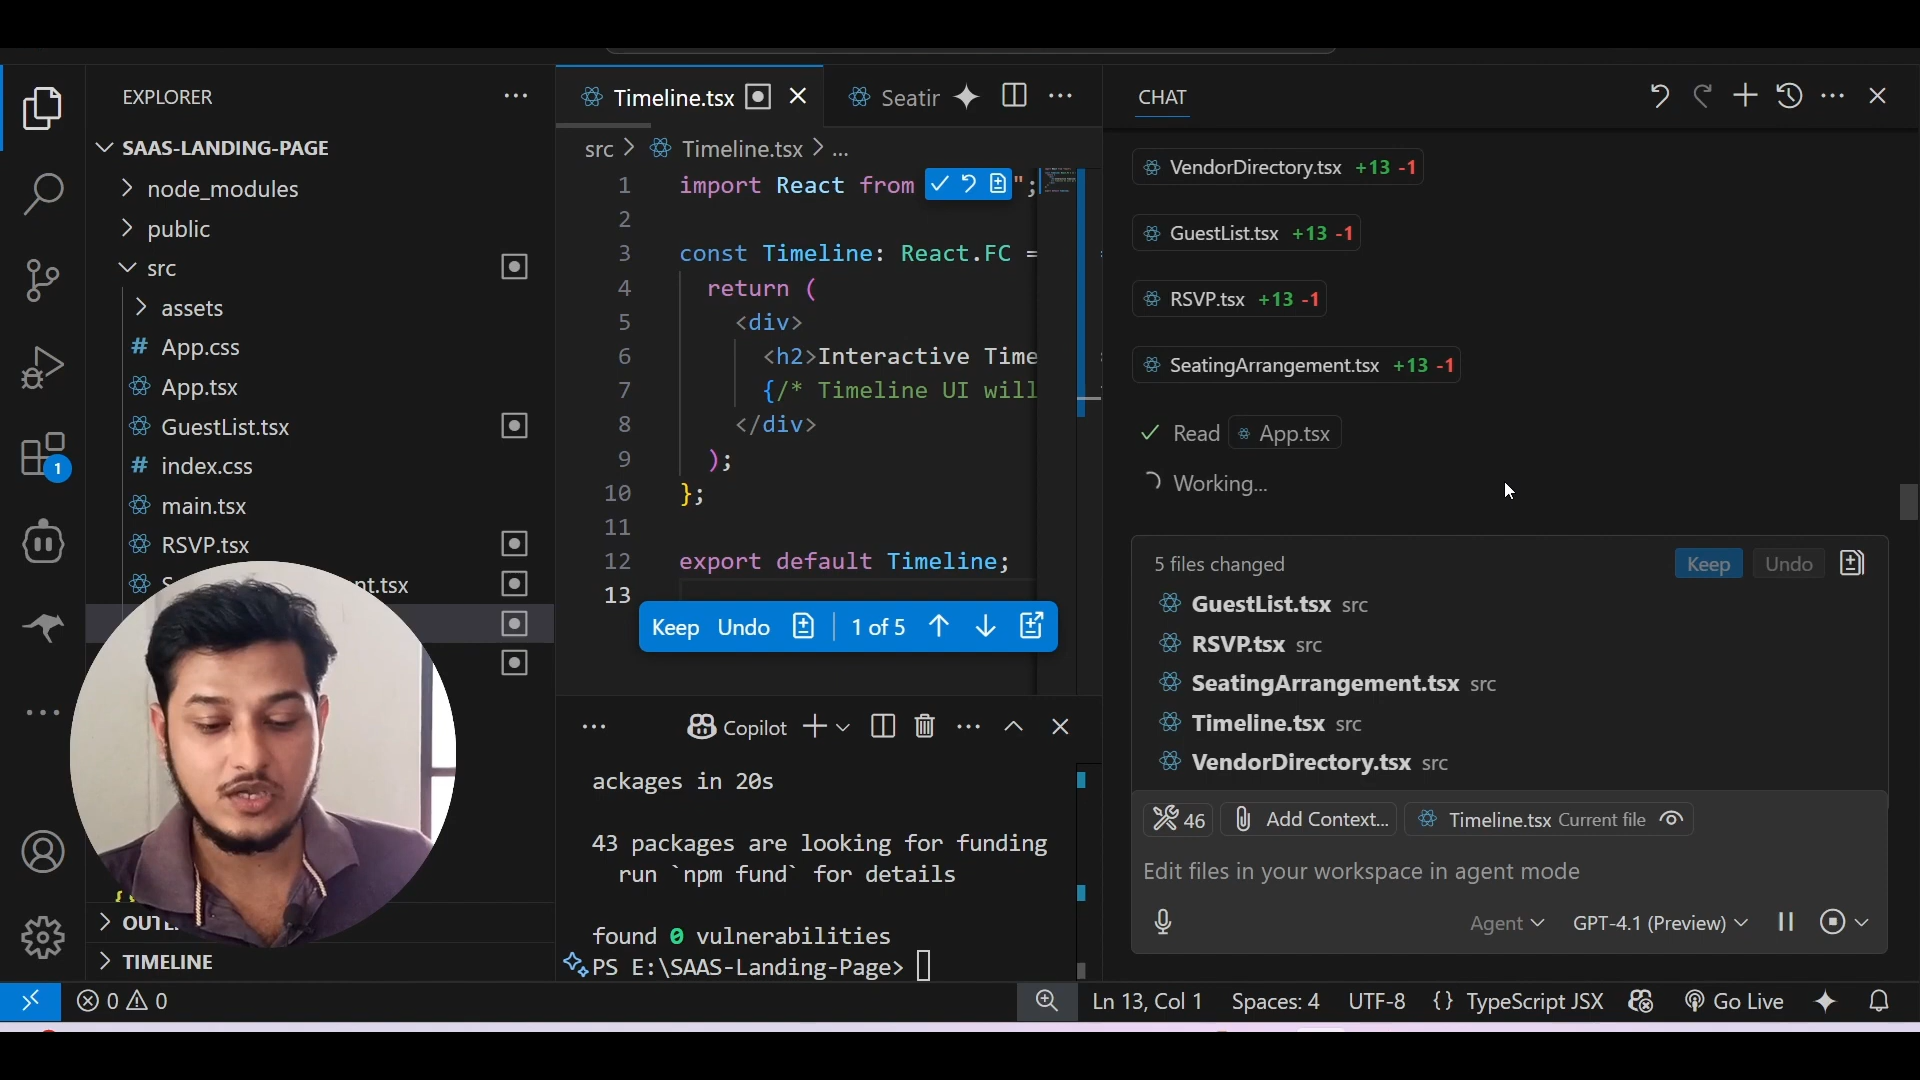 EXPLORER
SAAS-LANDING-PAGE
node_modules
public
src
assets
# App.css
App.tsx
GuestList.tsx
# index.css
main.tsx
RSVP.tsx
nt.tsx
TIMELINE
1
Timeline.tsx
Seatir
src > Timeline.tsx > ...
1 import React from ";
2
3 const Timeline: React.FC =
4 return (
5 <div>
6 <h2>Interactive Time
7 {/* Timeline UI will
8 </div>
9 );
10 };
11
12 export default Timeline;
13
Keep Undo 1 of 5
Copilot
ackages in 20s
43 packages are looking for funding
run `npm fund` for details
found 0 vulnerabilities
PS E:\SAAS-Landing-Page>
CHAT
VendorDirectory.tsx +13 -1
GuestList.tsx +13 -1
RSVP.tsx +13 -1
SeatingArrangement.tsx +13 -1
Read App.tsx
Working...
5 files changed Keep Undo
GuestList.tsx src
RSVP.tsx src
SeatingArrangement.tsx src
Timeline.tsx src
VendorDirectory.tsx src
46 Add Context... Timeline.tsx Current file
Edit files in your workspace in agent mode
Agent GPT-4.1 (Preview)
0 0 Ln 13, Col 1 Spaces: 4 UTF-8 {} TypeScript JSX Go Live